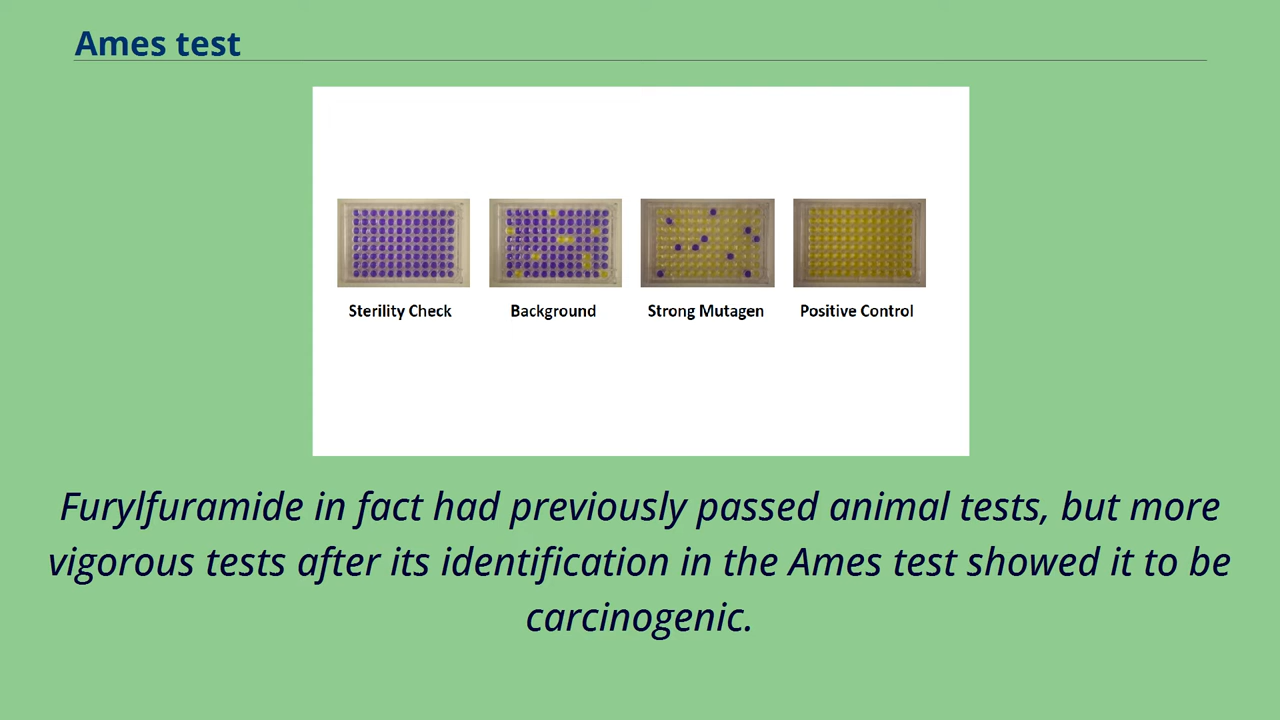 Ames test
Sterility Check
Background
Strong Mutagen
Positive Control
Furylfuramide in fact had previously passed animal tests, but more
vigorous tests after its identification in the Ames test showed it to be
carcinogenic.